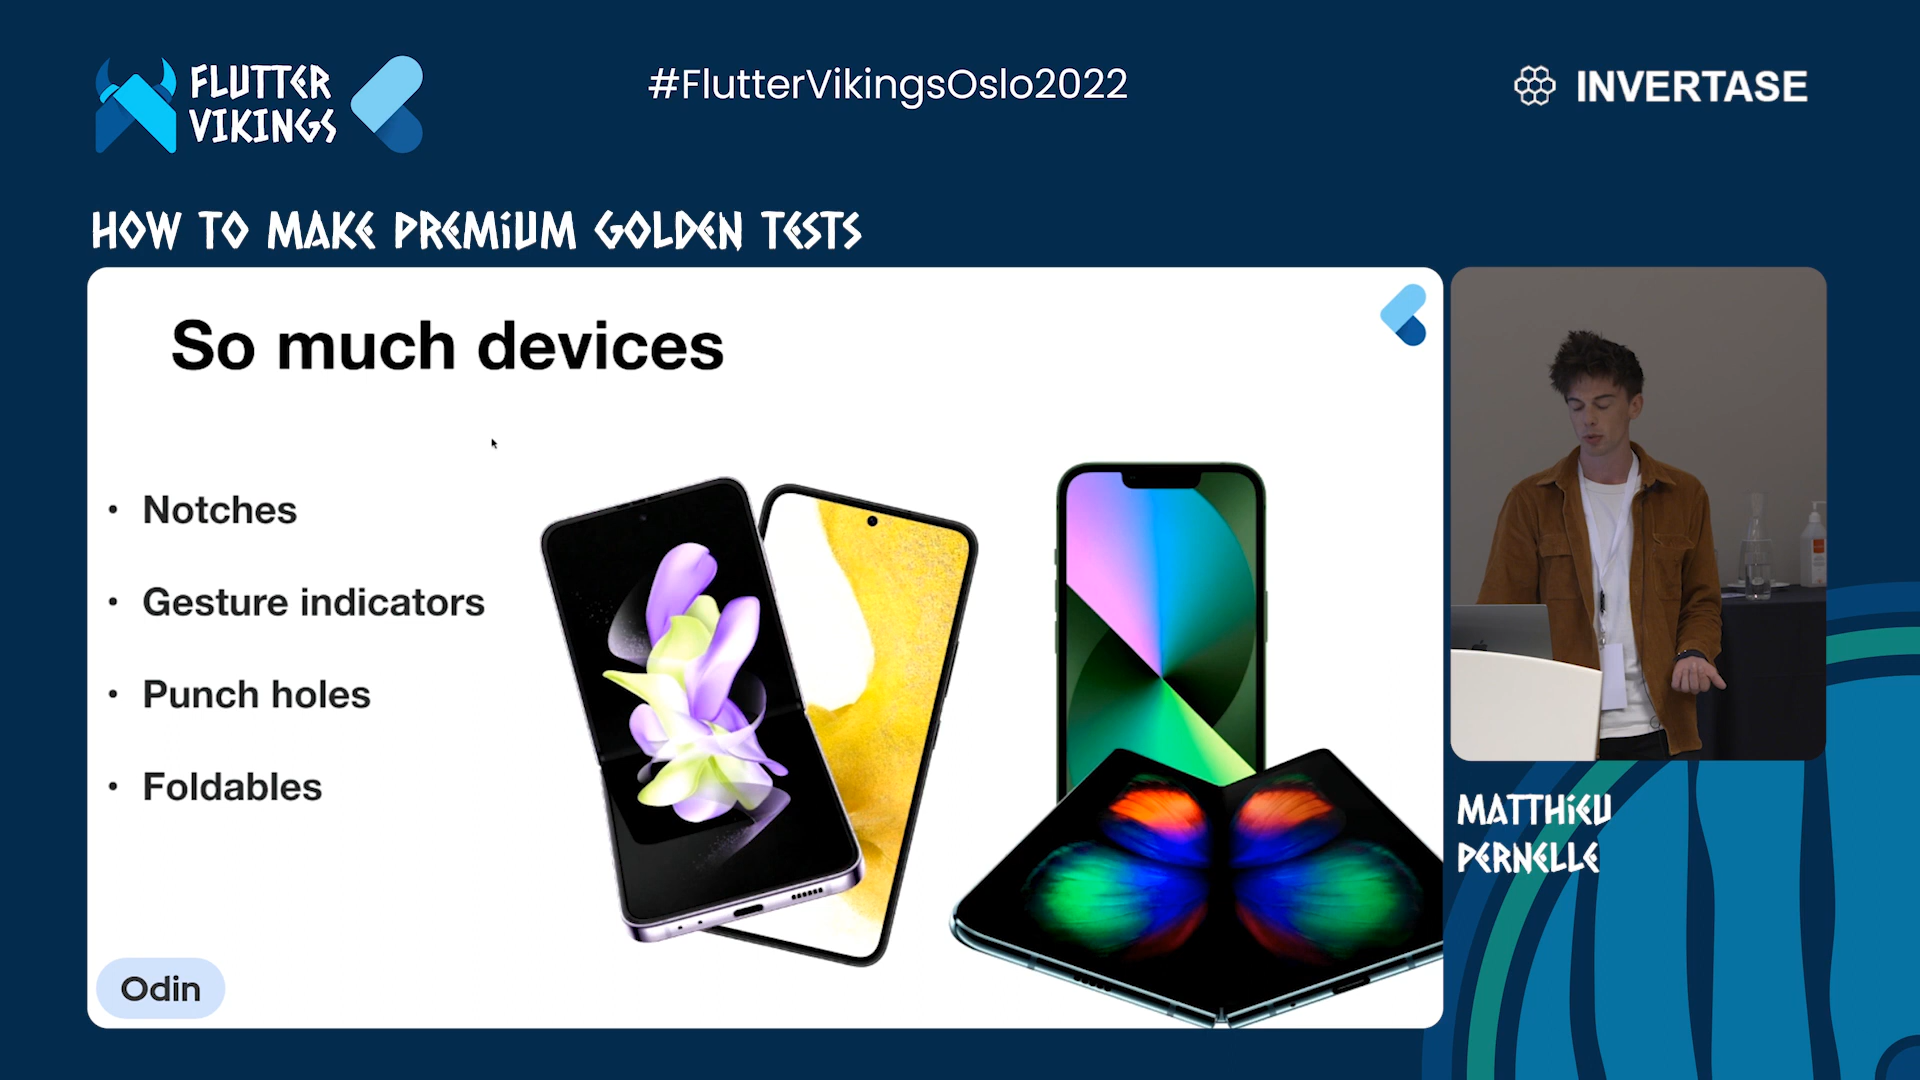 FLUTTER
VIKINGS
#FlutterVikingsOslo2022
INVERTASE
HOW TO MAKE PREMiUM GOLDEN TESTS
So much devices
• Notches
• Gesture indicators
• Punch holes
• Foldables
Odin
MATTHiEU
PERNELLE